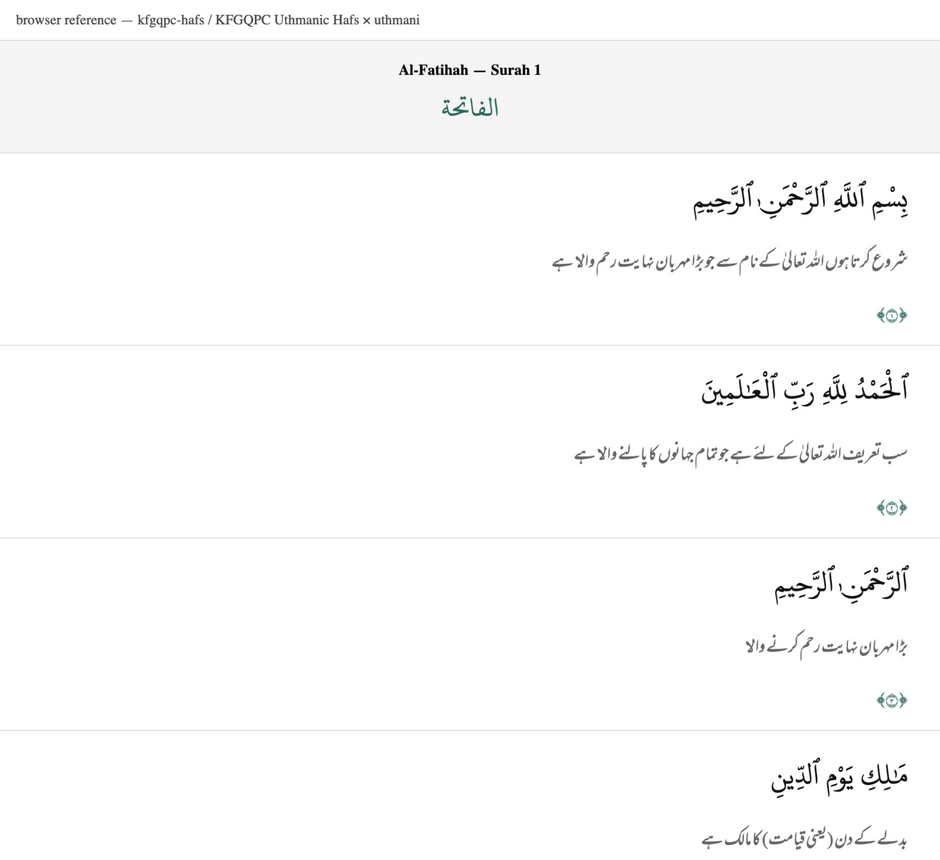 browser reference — kfgqpc-hafs / KFGQPC Uthmanic Hafs × uthmani
Al-Fatihah — Surah 1
الفاتحة
بِسْمِ ٱللَّهِ ٱلرَّحْمَـٰنِ ٱلرَّحِيمِ
شروع کرتا ہوں اللہ تعالیٰ کے نام سے جو بڑا مہربان نہایت رحم والا ہے
﴿١﴾
ٱلْحَمْدُ لِلَّهِ رَبِّ ٱلْعَـٰلَمِينَ
سب تعریف اللہ تعالیٰ کے لئے ہے جو تمام جہانوں کا پالنے والا ہے
﴿٢﴾
ٱلرَّحْمَـٰنِ ٱلرَّحِيمِ
بڑا مہربان نہایت رحم کرنے والا
﴿٣﴾
مَـٰلِكِ يَوْمِ ٱلدِّينِ
بدلے کے دن (یعنی قیامت) کا مالک ہے